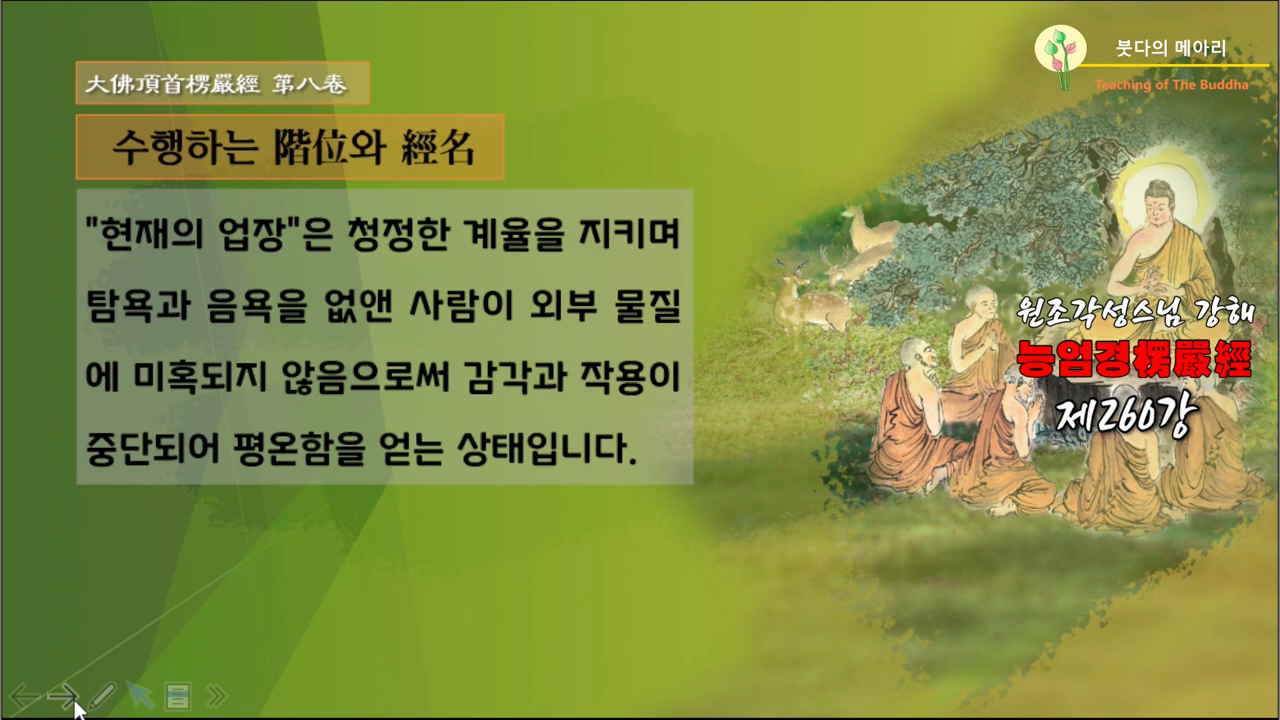 붓다의 메아리
Teaching of The Buddha
大佛頂首楞嚴經 第八卷
수행하는 階位와 經名
"현재의 업장"은 청정한 계율을 지키며
탐욕과 음욕을 없앤 사람이 외부 물질
에 미혹되지 않음으로써 감각과 작용이
중단되어 평온함을 얻는 상태입니다.
원조각성스님 강해
능엄경楞嚴經
제260강